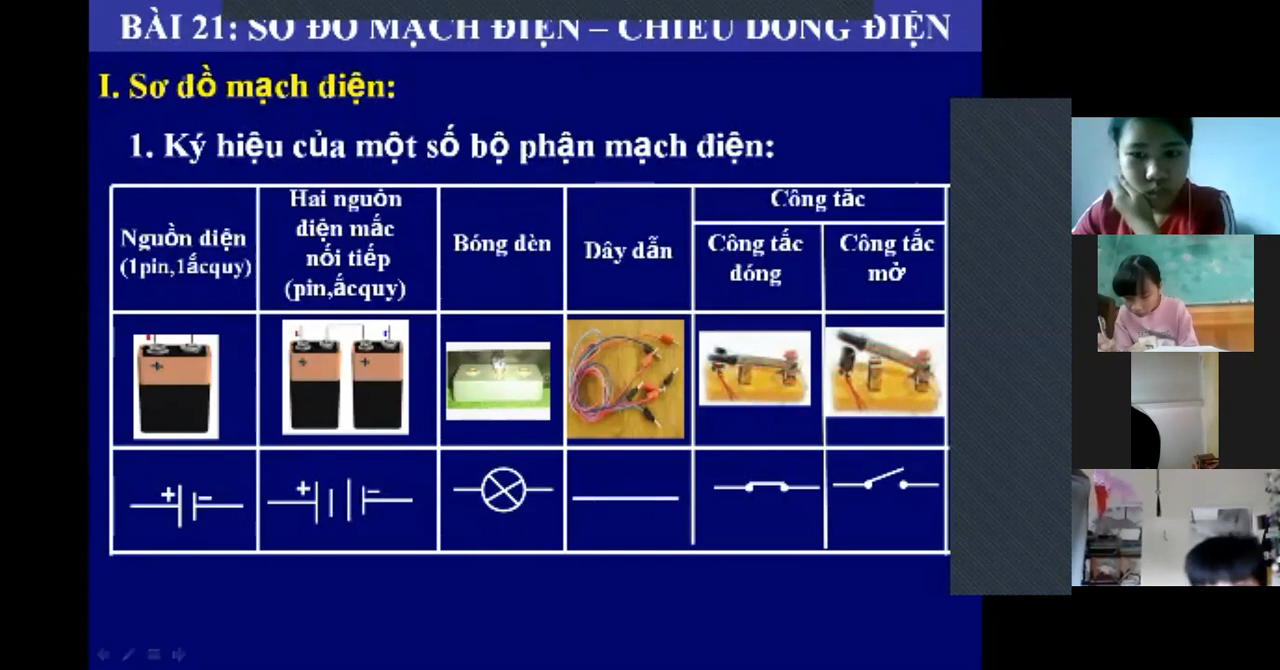 BÀI 21: SƠ ĐỒ MẠCH ĐIỆN – CHIỀU DÒNG ĐIỆN
I. Sơ đồ mạch điện:
1. Ký hiệu của một số bộ phận mạch điện:
Nguồn điện
(1pin,1ắcquy)
Hai nguồn
điện mắc
nối tiếp
(pin,ắcquy)
Bóng đèn
Dây dẫn
Công tắc
Công tắc
đóng
Công tắc
mở
+
+
+
+ –
+ –